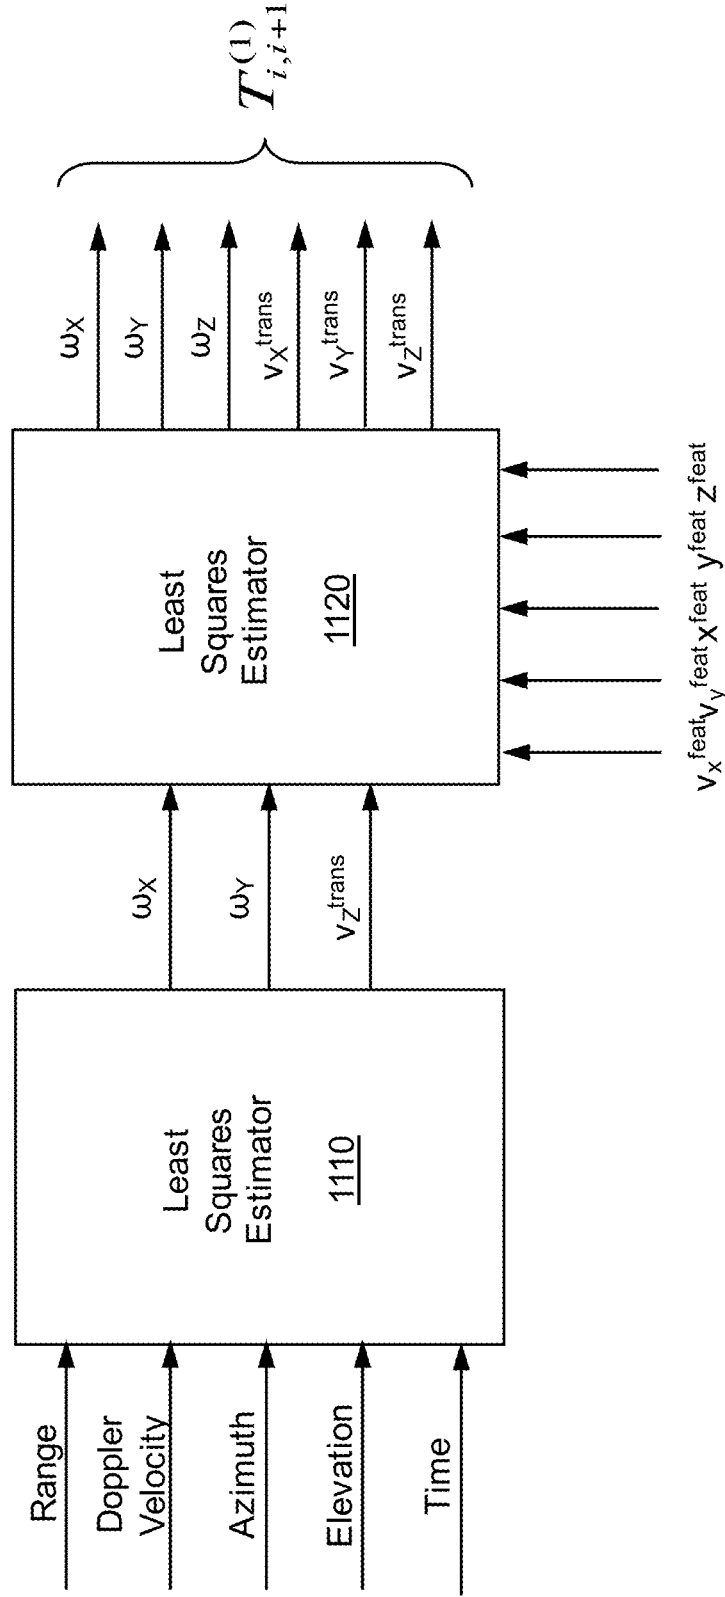 Range
Doppler
Velocity
Azimuth
Elevation
Time
Least
Squares
Estimator
1110
ωX
ωY
vZtrans
Least
Squares
Estimator
1120
vxfeat vyfeat xfeat yfeat zfeat
ωX
ωY
ωZ
vXtrans
vYtrans
vZtrans
T(1)i,i+1